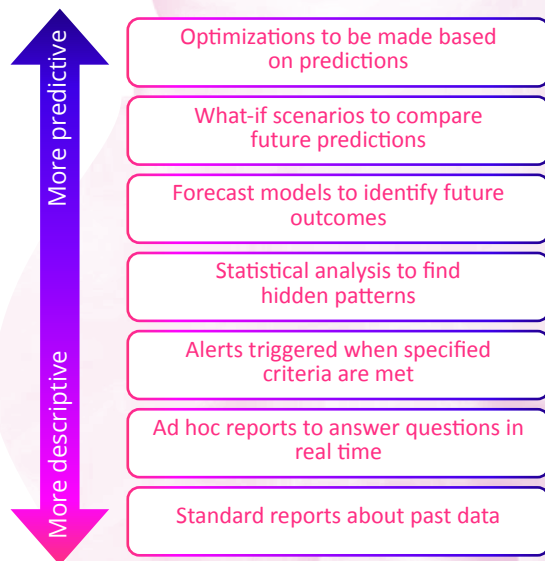 More predictive
More descriptive
Optimizations to be made based
on predictions
What-if scenarios to compare
future predictions
Forecast models to identify future
outcomes
Statistical analysis to find
hidden patterns
Alerts triggered when specified
criteria are met
Ad hoc reports to answer questions in
real time
Standard reports about past data